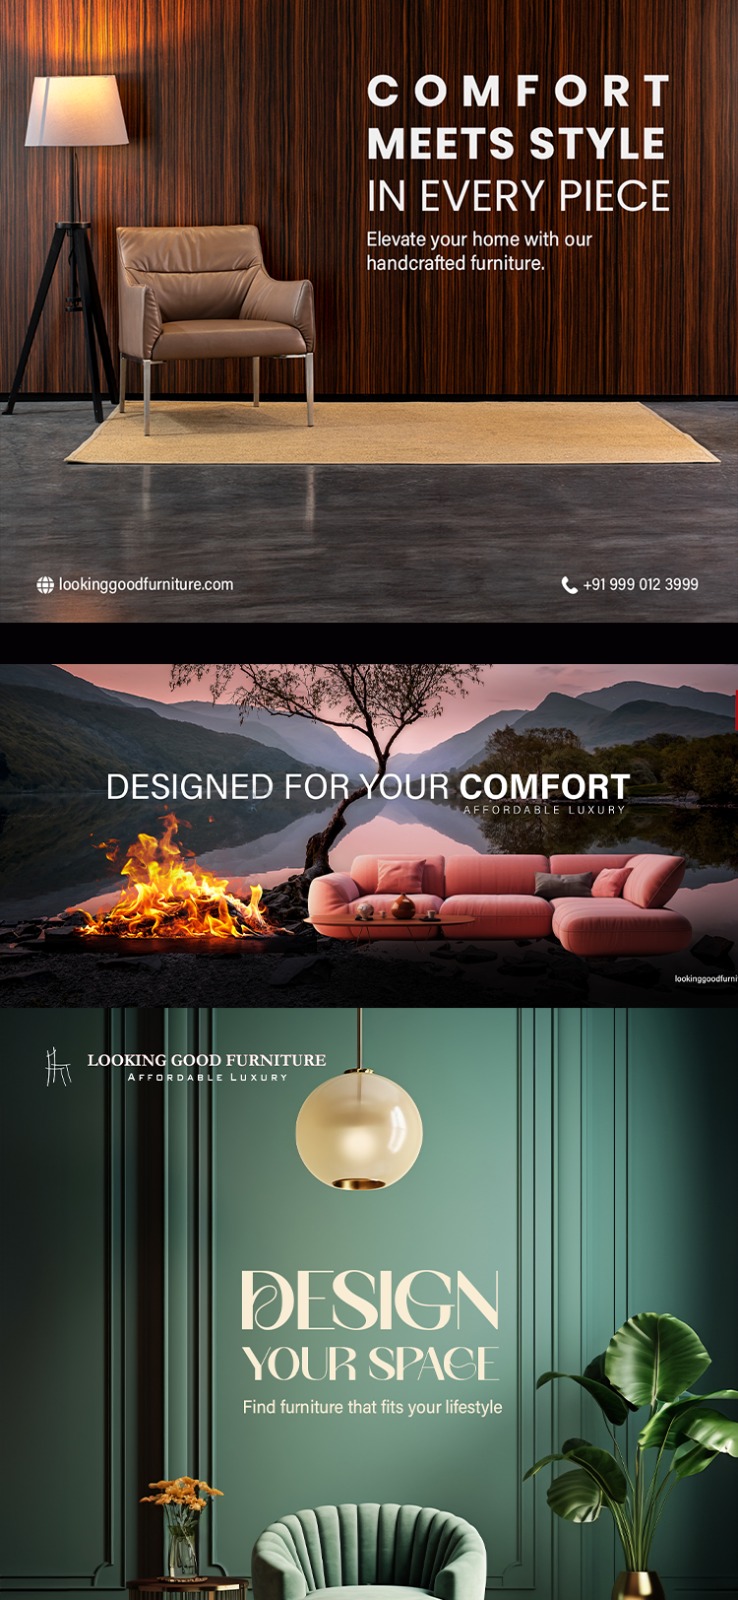 COMFORT
MEETS STYLE
IN EVERY PIECE
Elevate your home with our
handcrafted furniture.
lookinggoodfurniture.com
+91 999 012 3999
DESIGNED FOR YOUR COMFORT
AFFORDABLE LUXURY
lookinggoodfurni
LOOKING GOOD FURNITURE
AFFORDABLE LUXURY
DESIGN
YOUR SPACE
Find furniture that fits your lifestyle